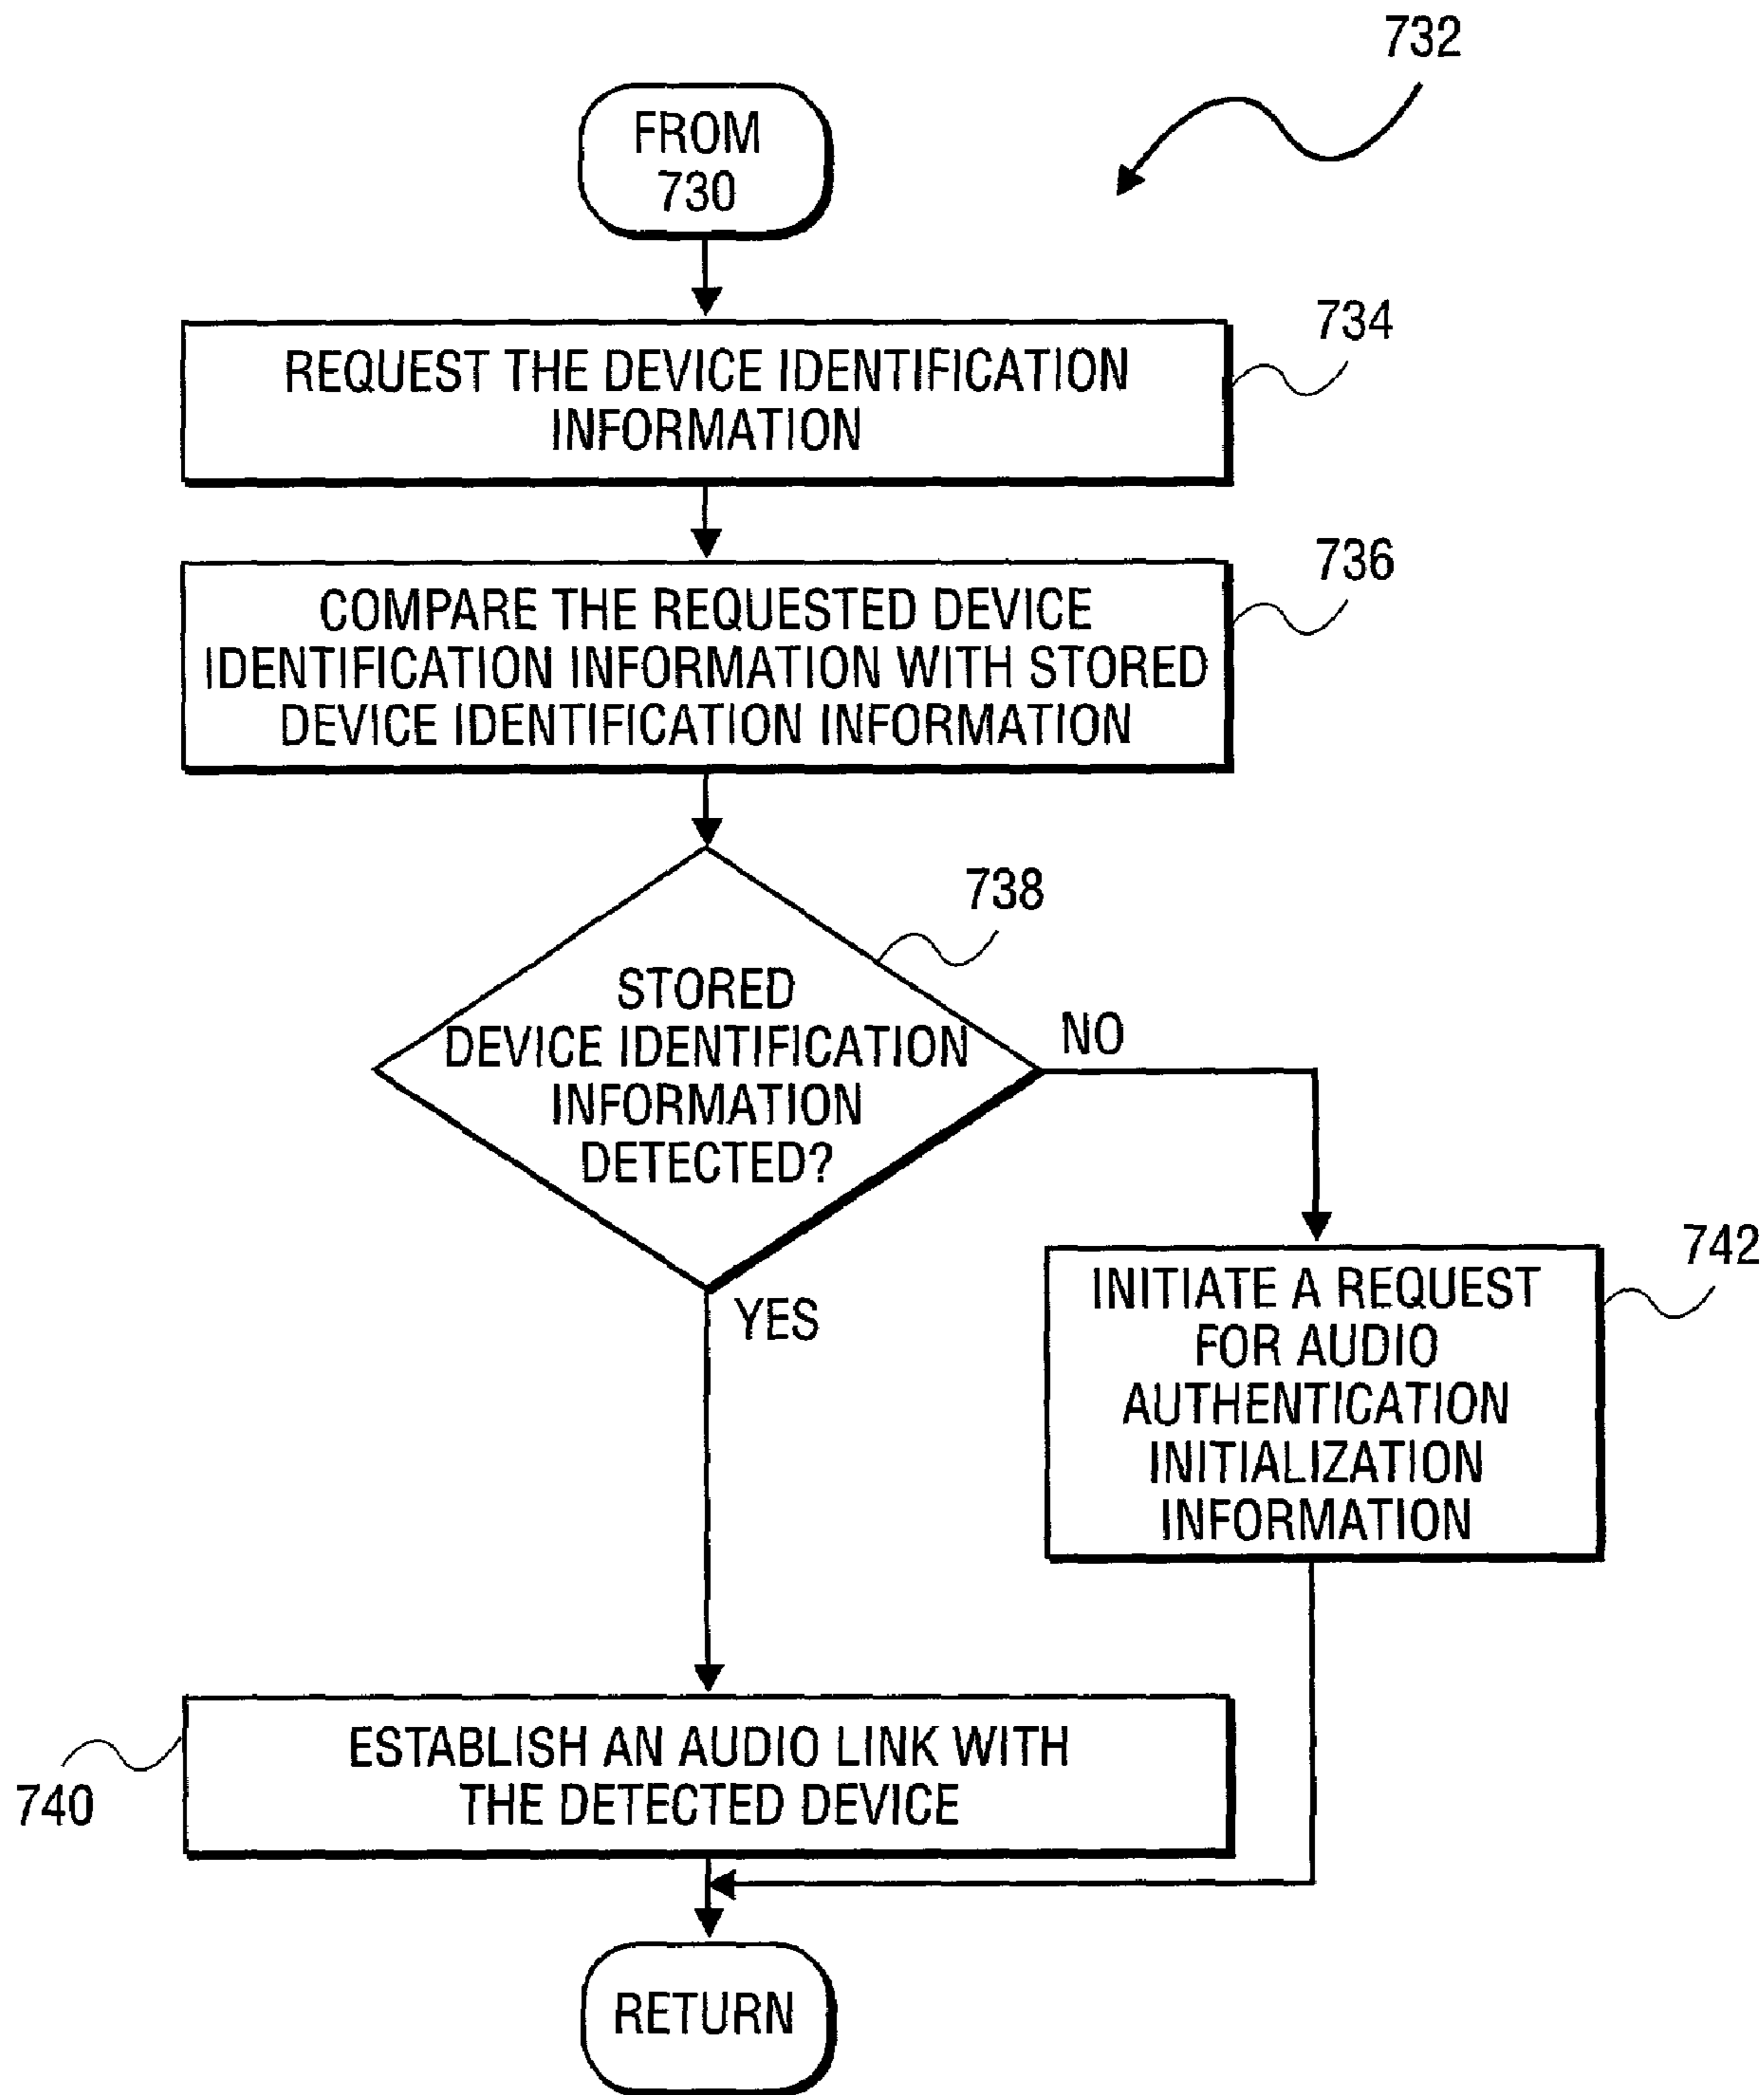 732
FROM
730
734
REQUEST THE DEVICE IDENTIFICATION
INFORMATION
736
COMPARE THE REQUESTED DEVICE
IDENTIFICATION INFORMATION WITH STORED
DEVICE IDENTIFICATION INFORMATION
738
STORED
DEVICE IDENTIFICATION
INFORMATION
DETECTED?
NO
YES
742
INITIATE A REQUEST
FOR AUDIO
AUTHENTICATION
INITIALIZATION
INFORMATION
740
ESTABLISH AN AUDIO LINK WITH
THE DETECTED DEVICE
RETURN